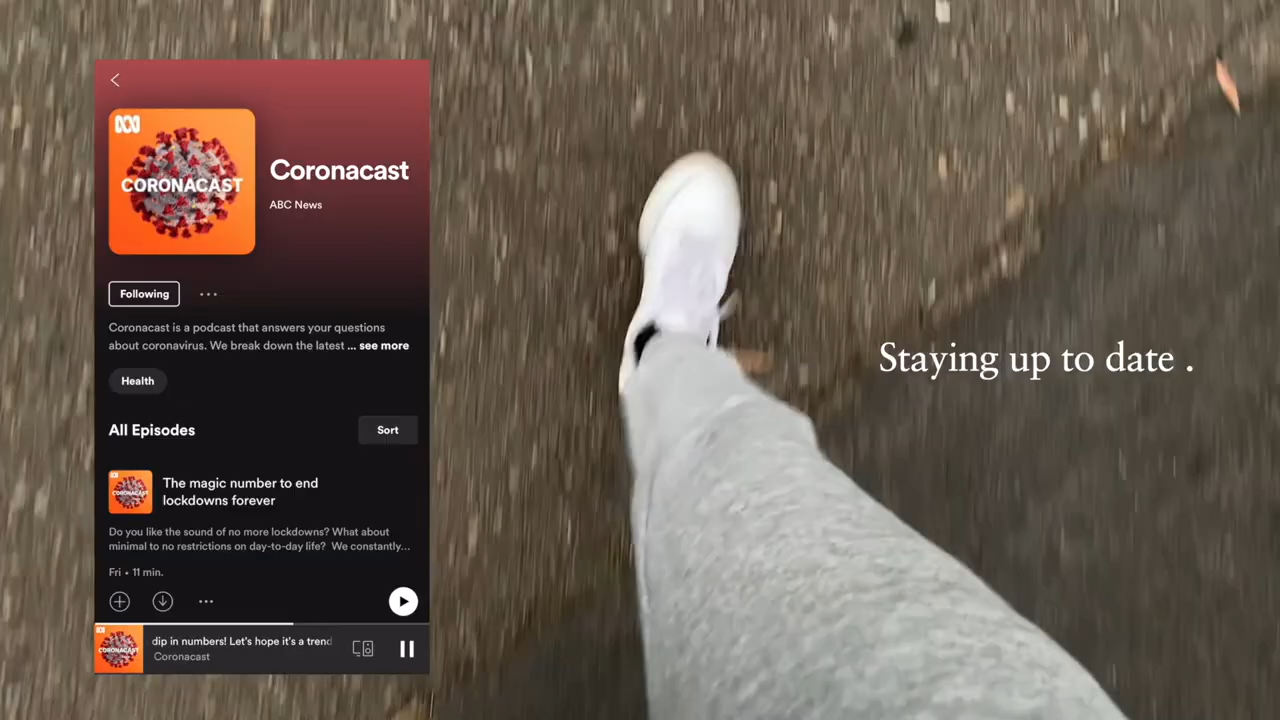 CORONACAST
Coronacast
ABC News
Following
Coronacast is a podcast that answers your questions
about coronavirus. We break down the latest ... see more
Health
All Episodes
Sort
CORONACAST
The magic number to end
lockdowns forever
Do you like the sound of no more lockdowns? What about
minimal to no restrictions on day-to-day life? We constantly...
Fri • 11 min.
CORONACAST
dip in numbers! Let's hope it's a trend
Coronacast
Staying up to date .